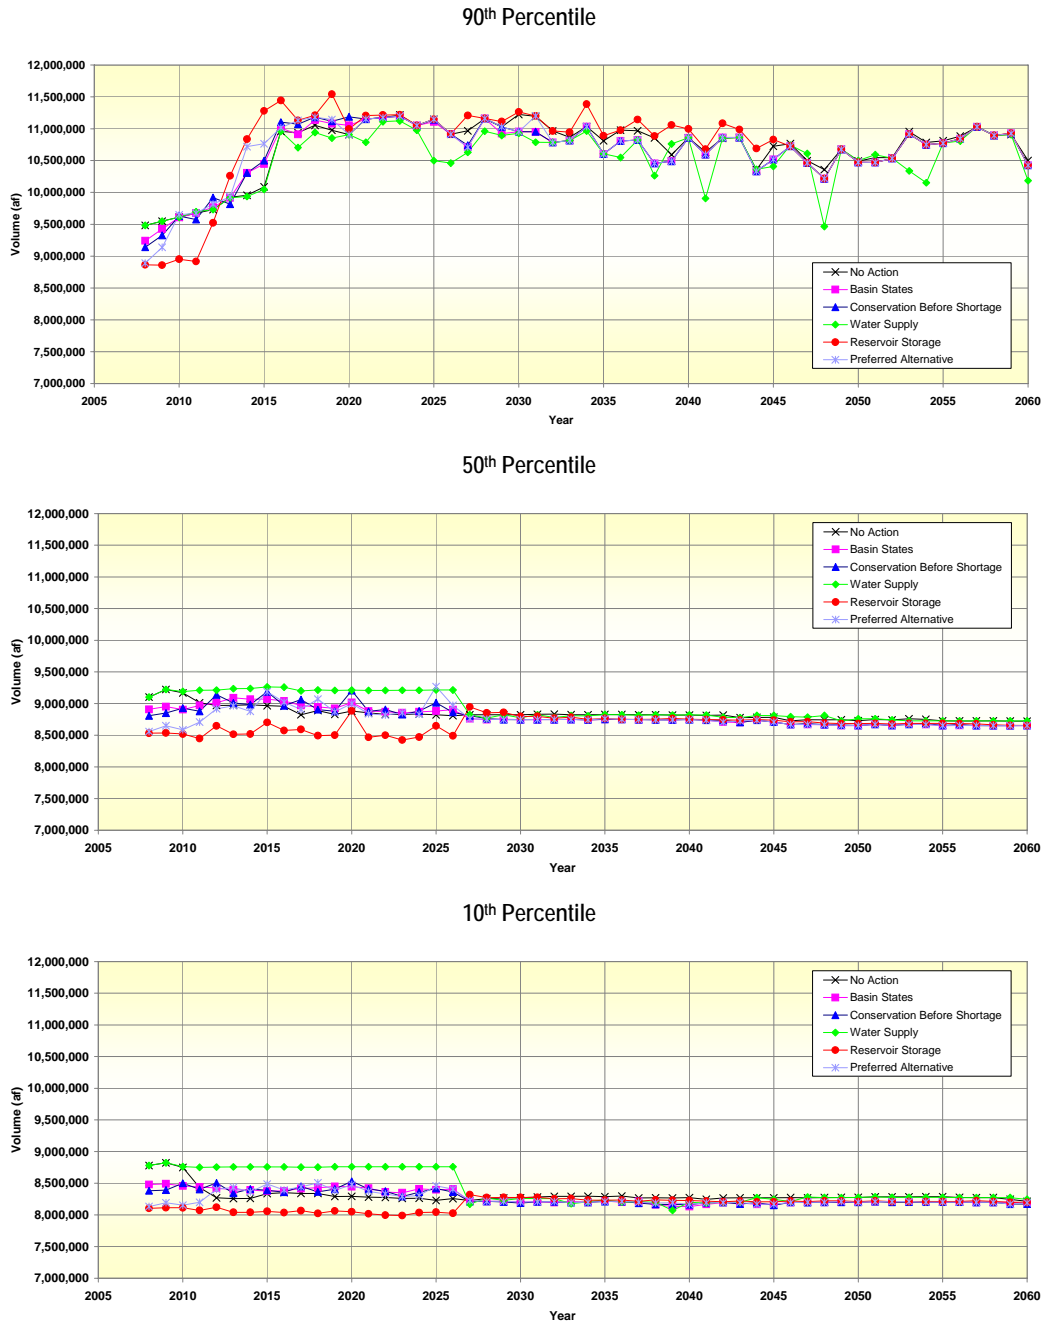 90th Percentile
12,000,000
11,500,000
11,000,000
10,500,000
10,000,000
9,500,000
9,000,000
8,500,000
8,000,000
7,500,000
7,000,000
Volume (af)
No Action
Basin States
Conservation Before Shortage
Water Supply
Reservoir Storage
Preferred Alternative
2005 2010 2015 2020 2025 2030 2035 2040 2045 2050 2055 2060
Year
50th Percentile
12,000,000
11,500,000
11,000,000
10,500,000
10,000,000
9,500,000
9,000,000
8,500,000
8,000,000
7,500,000
7,000,000
Volume (af)
No Action
Basin States
Conservation Before Shortage
Water Supply
Reservoir Storage
Preferred Alternative
2005 2010 2015 2020 2025 2030 2035 2040 2045 2050 2055 2060
Year
10th Percentile
12,000,000
11,500,000
11,000,000
10,500,000
10,000,000
9,500,000
9,000,000
8,500,000
8,000,000
7,500,000
7,000,000
Volume (af)
No Action
Basin States
Conservation Before Shortage
Water Supply
Reservoir Storage
Preferred Alternative
2005 2010 2015 2020 2025 2030 2035 2040 2045 2050 2055 2060
Year